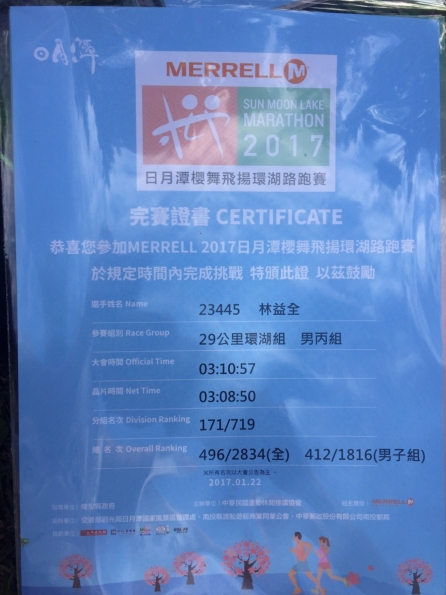 日月潭
MERRELL
SUN MOON LAKE
MARATHON
2017
日月潭櫻舞飛揚環湖路跑賽
完賽證書 CERTIFICATE
恭喜您參加MERRELL 2017日月潭櫻舞飛揚環湖路跑賽
於規定時間內完成挑戰 特頒此證 以茲鼓勵
選手姓名 Name 23445 林益全
參賽組別 Race Group 29公里環湖組 男丙組
大會時間 Official Time 03:10:57
晶片時間 Net Time 03:08:50
分組名次 Division Ranking 171/719
總 名 次 Overall Ranking 496/2834(全) 412/1816(男子組)
2017.01.22
MERRELL